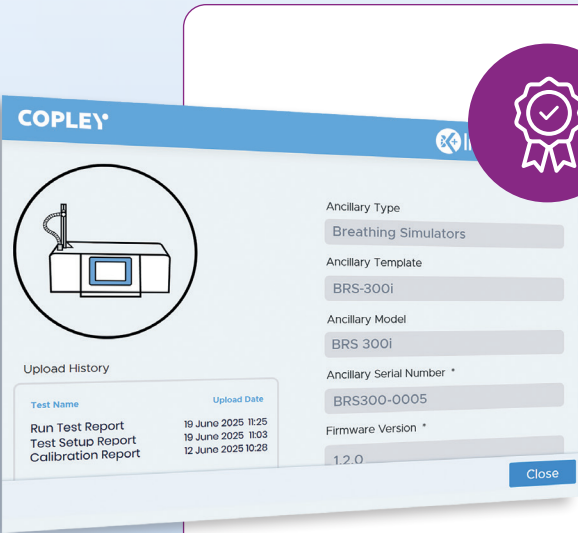 COPLEY
Ancillary Type
Breathing Simulators
Ancillary Template
BRS-300i
Ancillary Model
BRS 300i
Ancillary Serial Number *
BRS300-0005
Firmware Version *
1.2.0
Upload History
Test Name Upload Date
Run Test Report 19 June 2025 11:25
Test Setup Report 19 June 2025 11:03
Calibration Report 12 June 2025 10:28
Close